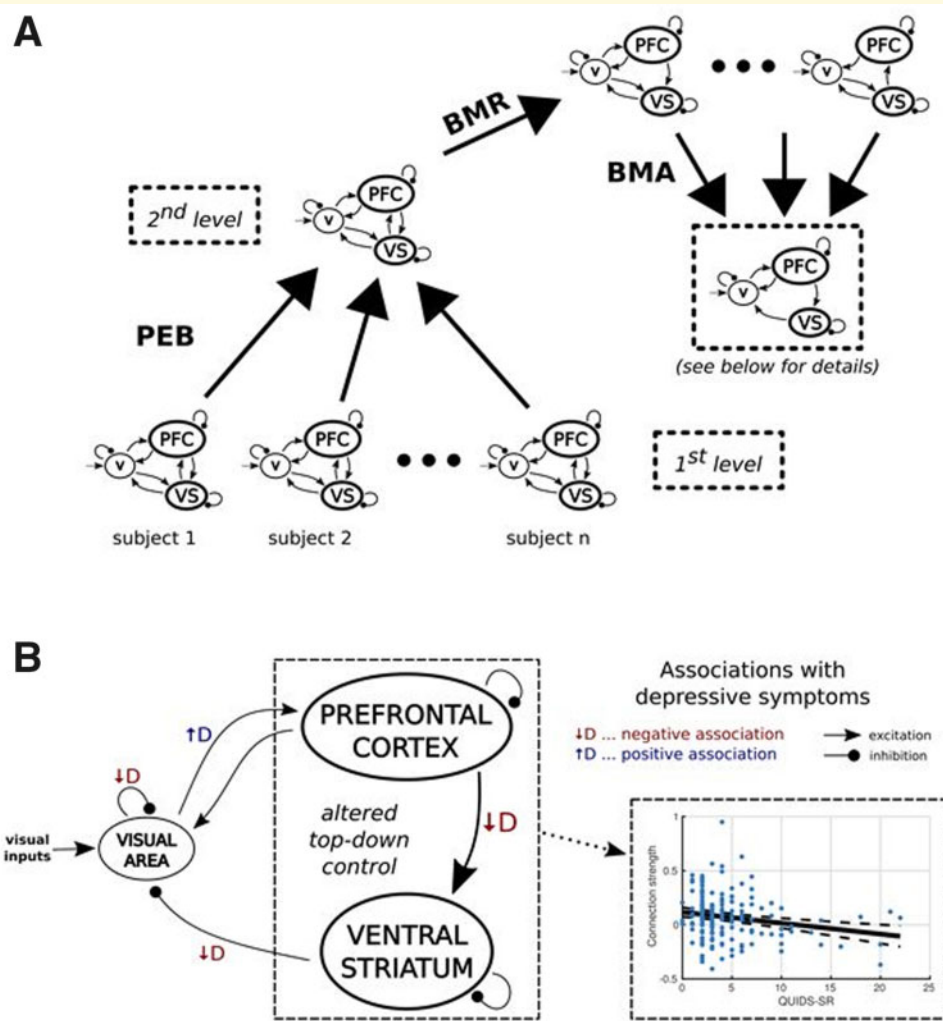 A
PFC
v
VS
PFC
v
VS
BMR
BMA
2nd level
PFC
v
VS
PFC
v
VS
(see below for details)
PEB
PFC
v
VS
PFC
v
VS
PFC
v
VS
1st level
subject 1
subject 2
subject n
B
Associations with
depressive symptoms
↓D ... negative association
↑D ... positive association
excitation
inhibition
PREFRONTAL
CORTEX
↑D
↓D
visual
inputs
VISUAL
AREA
altered
top-down
control
↓D
VENTRAL
STRIATUM
↓D
Connection strength
1
0.5
0
-0.5
0
5
10
15
20
25
QUIDS-SR